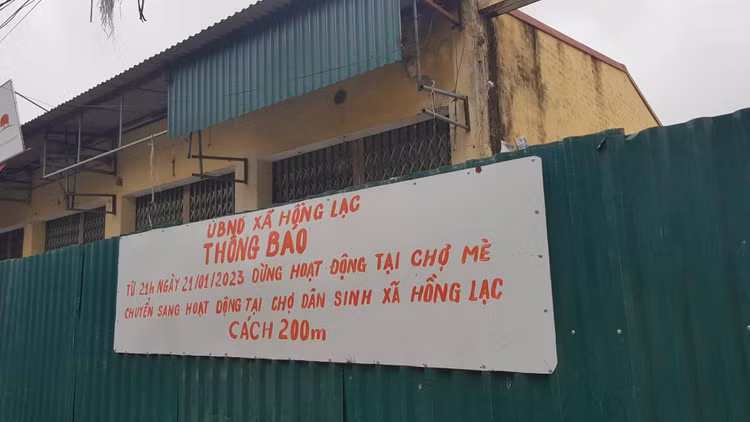 UBND XÃ HỒNG LẠC
THÔNG BÁO
TỪ 21h NGÀY 21/01/2023 DỪNG HOẠT ĐỘNG TẠI CHỢ MÈ
CHUYỂN SANG HOẠT ĐỘNG TẠI CHỢ DÂN SINH XÃ HỒNG LẠC
CÁCH 200m